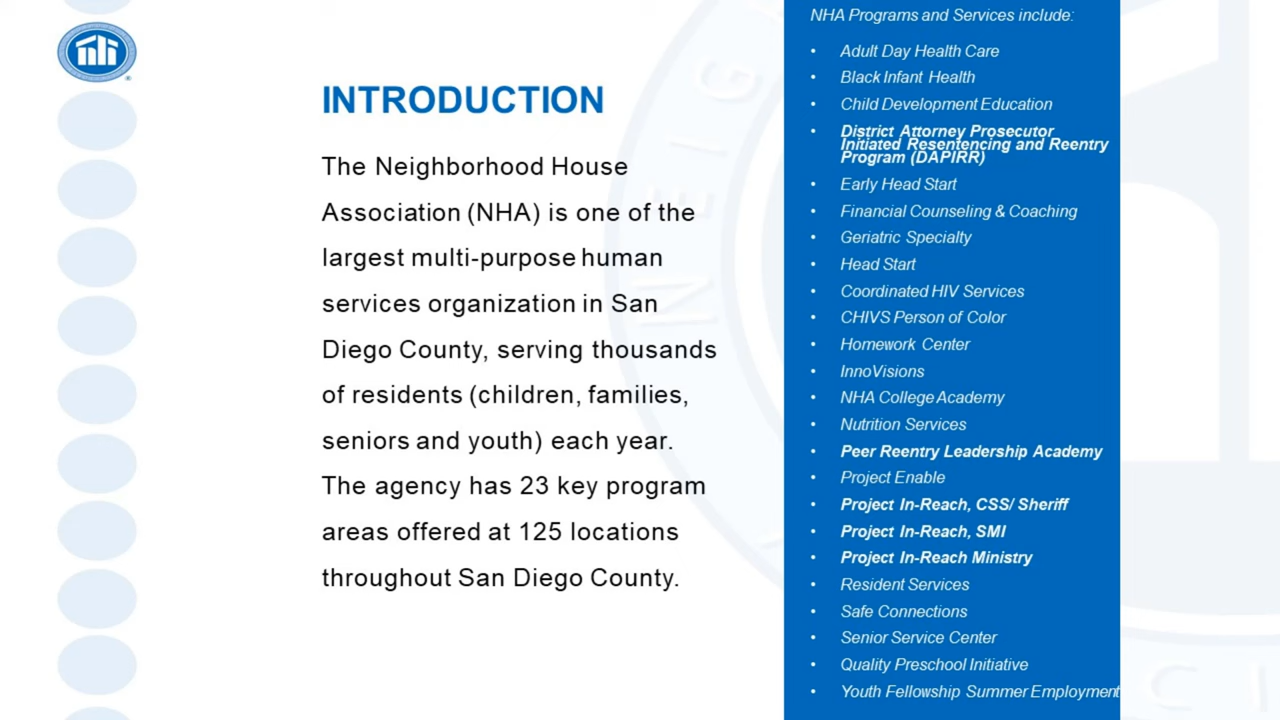 INTRODUCTION
The Neighborhood House
Association (NHA) is one of the
largest multi-purpose human
services organization in San
Diego County, serving thousands
of residents (children, families,
seniors and youth) each year.
The agency has 23 key program
areas offered at 125 locations
throughout San Diego County.
NHA Programs and Services include:
• Adult Day Health Care
• Black Infant Health
• Child Development Education
• District Attorney Prosecutor
Initiated Resentencing and Reentry
Program (DAPIRR)
• Early Head Start
• Financial Counseling & Coaching
• Geriatric Specialty
• Head Start
• Coordinated HIV Services
• CHIVS Person of Color
• Homework Center
• InnoVisions
• NHA College Academy
• Nutrition Services
• Peer Reentry Leadership Academy
• Project Enable
• Project In-Reach, CSS/ Sheriff
• Project In-Reach, SMI
• Project In-Reach Ministry
• Resident Services
• Safe Connections
• Senior Service Center
• Quality Preschool Initiative
• Youth Fellowship Summer Employment